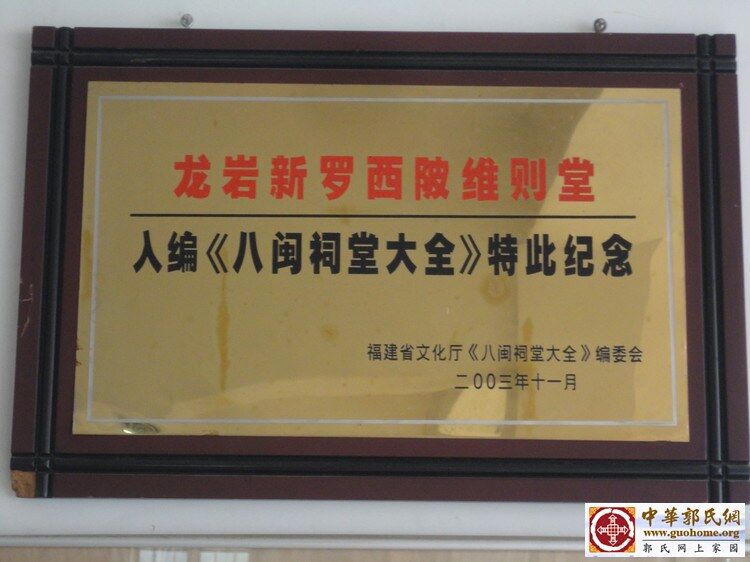 龙岩新罗西陂维则堂
入编《八闽祠堂大全》特此纪念
福建省文化厅《八闽祠堂大全》编委会
二00三年十一月
中華郭氏網
www.guohome.org
郭氏网上家园